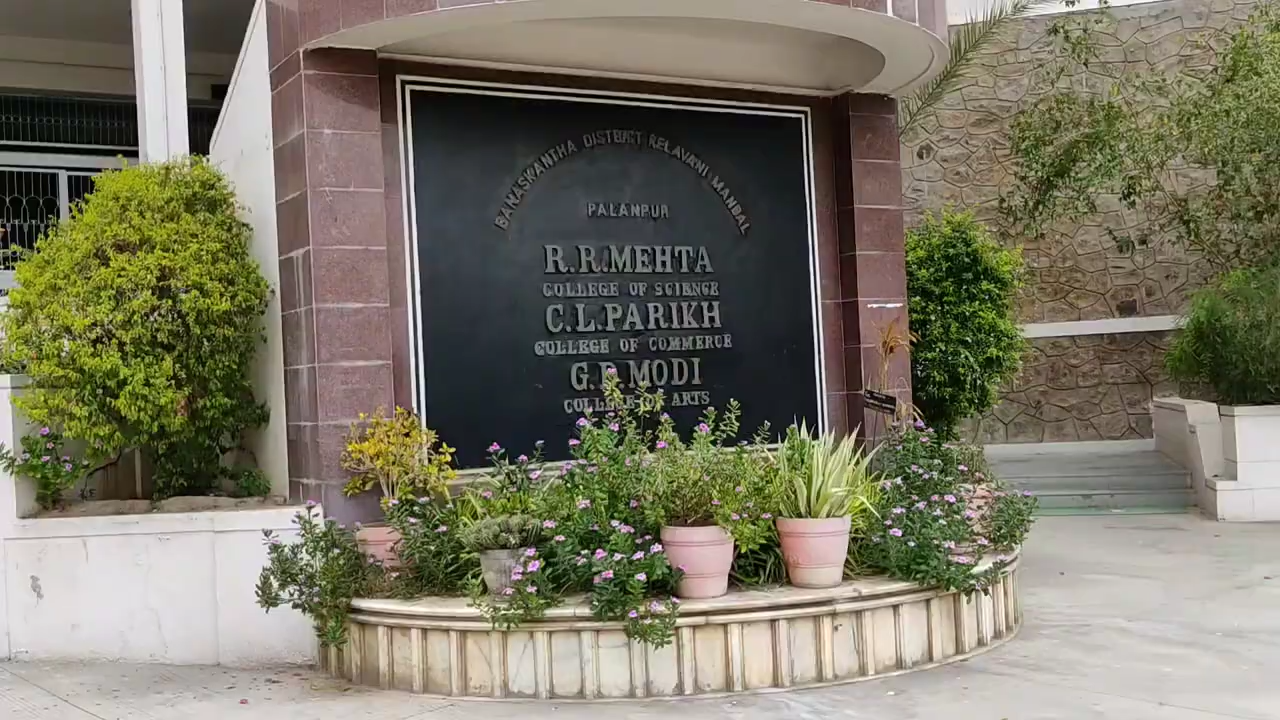 BANASKANTHA DISTRICT KELAVANI MANDAL
PALANPUR
R.R.MEHTA
COLLEGE OF SCIENCE
C.L.PARIKH
COLLEGE OF COMMERCE
G.D.MODI
COLLEGE OF ARTS